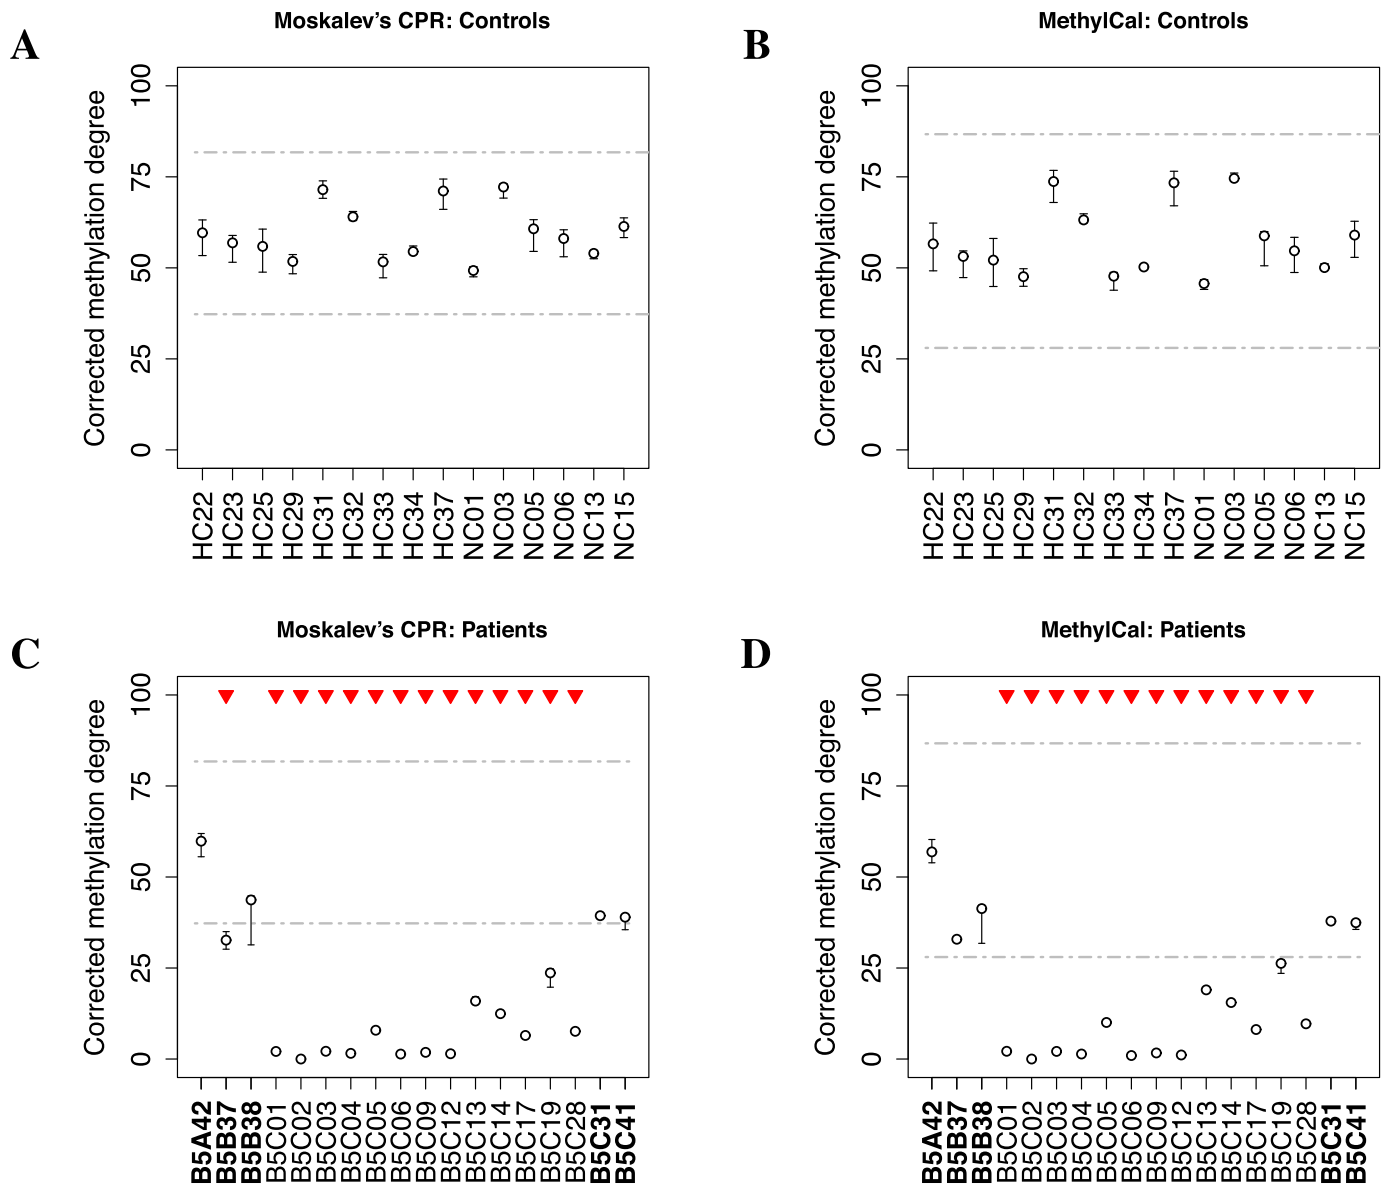 A
Moskalev's CPR: Controls
Corrected methylation degree
100
75
50
25
0
HC22
HC23
HC25
HC29
HC31
HC32
HC33
HC34
HC37
NC01
NC03
NC05
NC06
NC13
NC15
B
MethylCal: Controls
Corrected methylation degree
100
75
50
25
0
HC22
HC23
HC25
HC29
HC31
HC32
HC33
HC34
HC37
NC01
NC03
NC05
NC06
NC13
NC15
C
Moskalev's CPR: Patients
Corrected methylation degree
100
75
50
25
0
B5A42
B5B37
B5B38
B5C01
B5C02
B5C03
B5C04
B5C05
B5C06
B5C09
B5C12
B5C13
B5C14
B5C17
B5C19
B5C28
B5C31
B5C41
D
MethylCal: Patients
Corrected methylation degree
100
75
50
25
0
B5A42
B5B37
B5B38
B5C01
B5C02
B5C03
B5C04
B5C05
B5C06
B5C09
B5C12
B5C13
B5C14
B5C17
B5C19
B5C28
B5C31
B5C41